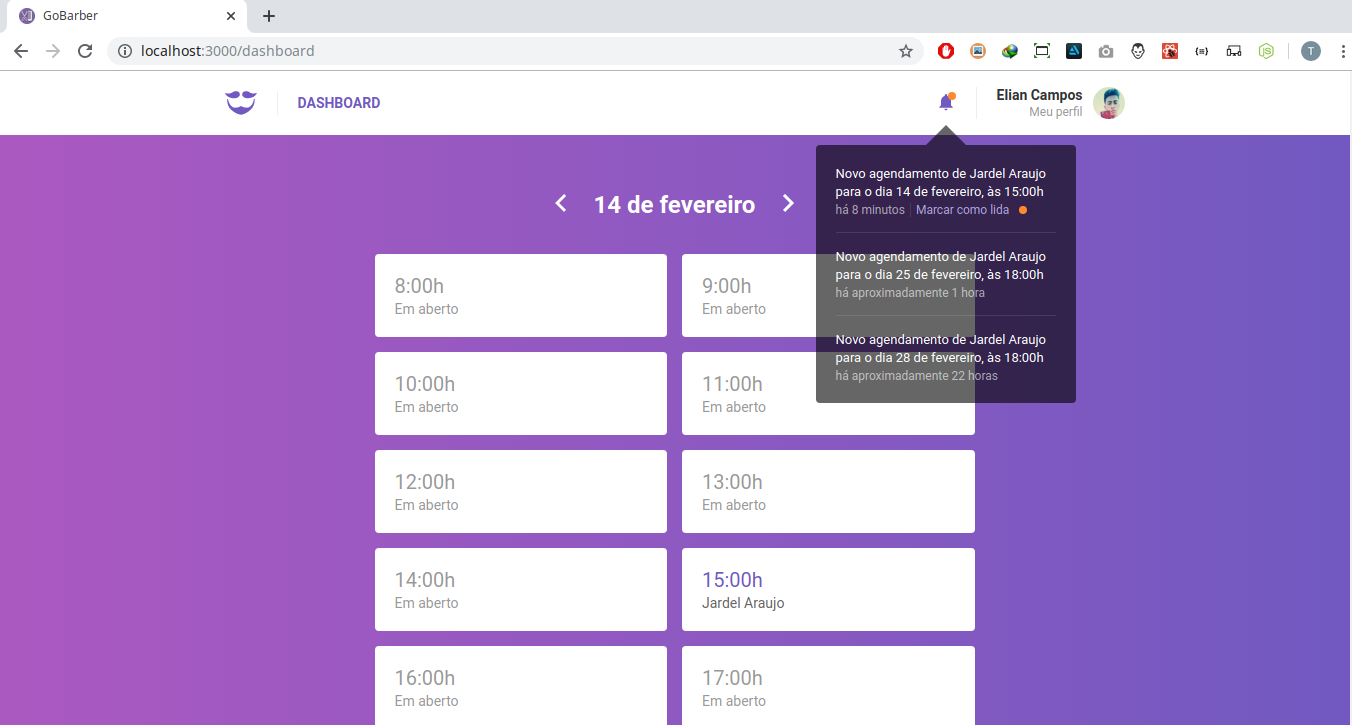 GoBarber
localhost:3000/dashboard
T
DASHBOARD
Elian Campos
Meu perfil
14 de fevereiro
Novo agendamento de Jardel Araujo
para o dia 14 de fevereiro, às 15:00h
há 8 minutos Marcar como lida
Novo agendamento de Jardel Araujo
para o dia 25 de fevereiro, às 18:00h
há aproximadamente 1 hora
Novo agendamento de Jardel Araujo
para o dia 28 de fevereiro, às 18:00h
há aproximadamente 22 horas
8:00h
Em aberto
9:00h
Em aberto
10:00h
Em aberto
11:00h
Em aberto
12:00h
Em aberto
13:00h
Em aberto
14:00h
Em aberto
15:00h
Jardel Araujo
16:00h
Em aberto
17:00h
Em aberto